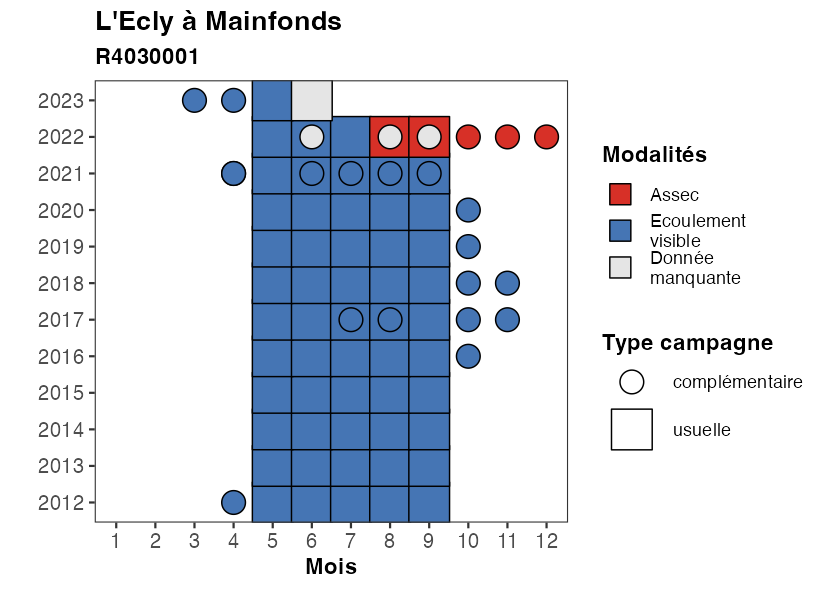 L'Ecly à Mainfonds
R4030001
2023
2022
2021
2020
2019
2018
2017
2016
2015
2014
2013
2012
1 2 3 4 5 6 7 8 9 10 11 12
Mois
Modalités
Assec
Ecoulement
visible
Donnée
manquante
Type campagne
complémentaire
usuelle